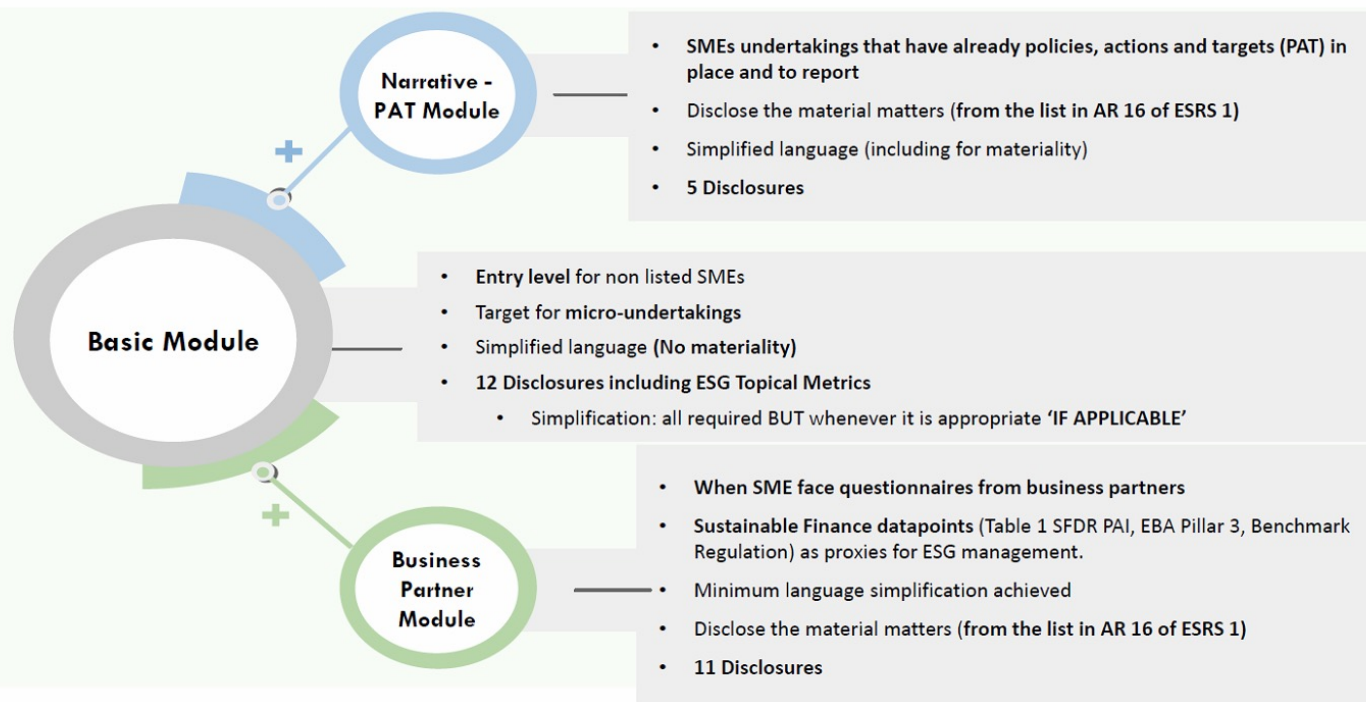 Narrative -
PAT Module
• SMEs undertakings that have already policies, actions and targets (PAT) in
place and to report
• Disclose the material matters (from the list in AR 16 of ESRS 1)
• Simplified language (including for materiality)
• 5 Disclosures
+
Basic Module
• Entry level for non listed SMEs
• Target for micro-undertakings
• Simplified language (No materiality)
• 12 Disclosures including ESG Topical Metrics
• Simplification: all required BUT whenever it is appropriate ‘IF APPLICABLE’
+
Business
Partner
Module
• When SME face questionnaires from business partners
• Sustainable Finance datapoints (Table 1 SFDR PAI, EBA Pillar 3, Benchmark
Regulation) as proxies for ESG management.
• Minimum language simplification achieved
• Disclose the material matters (from the list in AR 16 of ESRS 1)
• 11 Disclosures